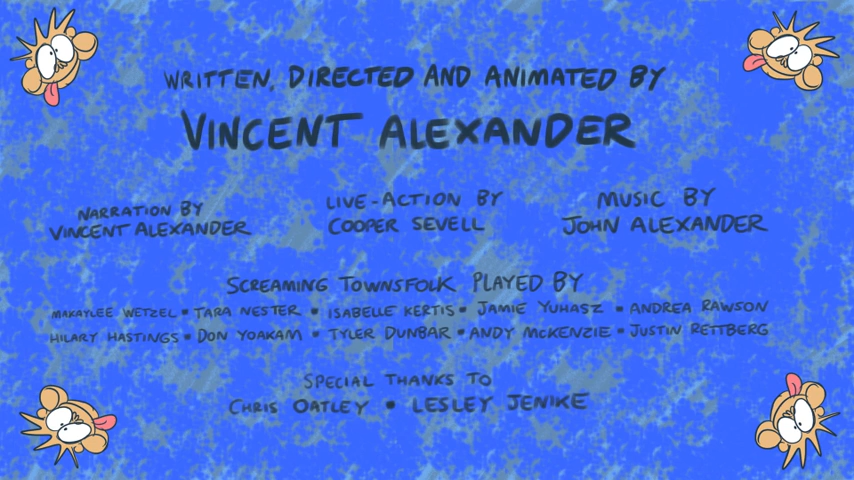 WRITTEN, DIRECTED AND ANIMATED BY
VINCENT ALEXANDER
NARRATION BY
VINCENT ALEXANDER
LIVE-ACTION BY
COOPER SEVELL
MUSIC BY
JOHN ALEXANDER
SCREAMING TOWNSFOLK PLAYED BY
MAKAYLEE WETZEL • TARA NESTER • ISABELLE KERTIS • JAMIE YUHASZ • ANDREA RAWSON
HILARY HASTINGS • DON YOAKAM • TYLER DUNBAR • ANDY MCKENZIE • JUSTIN RETTBERG
SPECIAL THANKS TO
CHRIS OATLEY • LESLEY JENIKE